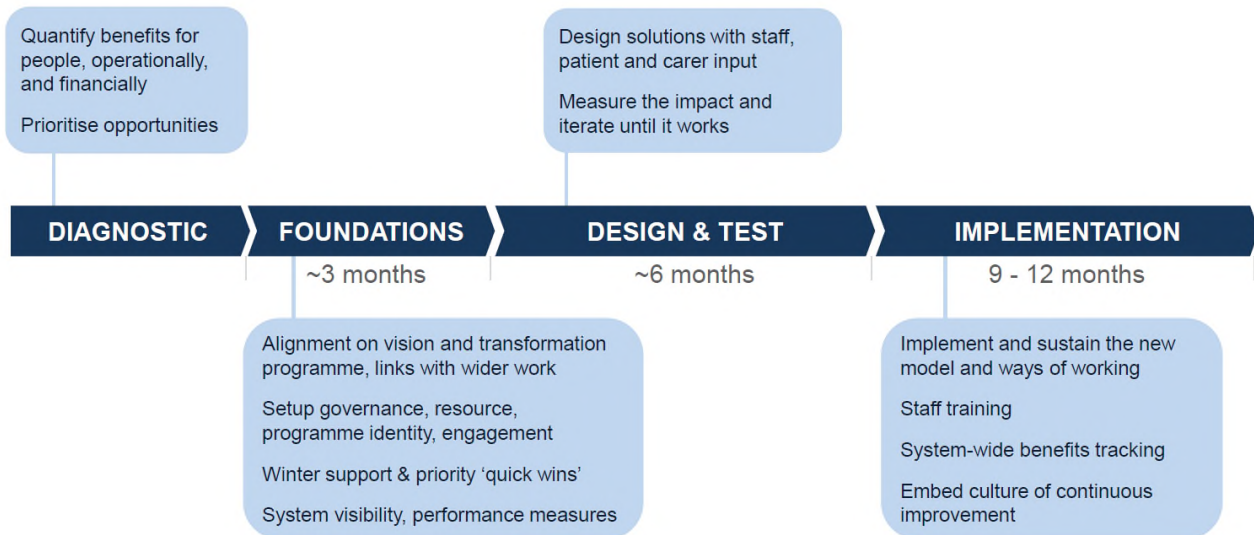 Quantify benefits for
people, operationally,
and financially
Prioritise opportunities
Design solutions with staff,
patient and carer input
Measure the impact and
iterate until it works
DIAGNOSTIC
FOUNDATIONS
DESIGN & TEST
IMPLEMENTATION
~3 months
~6 months
9 - 12 months
Alignment on vision and transformation
programme, links with wider work
Setup governance, resource,
programme identity, engagement
Winter support & priority ‘quick wins’
System visibility, performance measures
Implement and sustain the new
model and ways of working
Staff training
System-wide benefits tracking
Embed culture of continuous
improvement